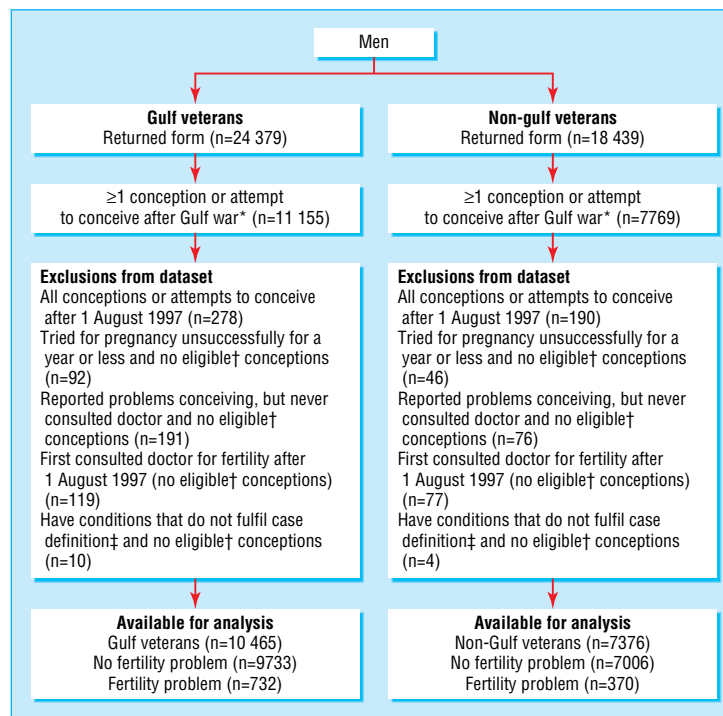 Men
Gulf veterans
Returned form (n=24 379)
≥1 conception or attempt
to conceive after Gulf war* (n=11 155)
Exclusions from dataset
All conceptions or attempts to conceive
after 1 August 1997 (n=278)
Tried for pregnancy unsuccessfully for a
year or less and no eligible† conceptions
(n=92)
Reported problems conceiving, but never
consulted doctor and no eligible†
conceptions (n=191)
First consulted doctor for fertility after
1 August 1997 (no eligible† conceptions)
(n=119)
Have conditions that do not fulfil case
definition‡ and no eligible† conceptions
(n=10)
Available for analysis
Gulf veterans (n=10 465)
No fertility problem (n=9733)
Fertility problem (n=732)
Non-gulf veterans
Returned form (n=18 439)
≥1 conception or attempt
to conceive after Gulf war* (n=7769)
Exclusions from dataset
All conceptions or attempts to conceive
after 1 August 1997 (n=190)
Tried for pregnancy unsuccessfully for a
year or less and no eligible† conceptions
(n=46)
Reported problems conceiving, but never
consulted doctor and no eligible†
conceptions (n=76)
First consulted doctor for fertility after
1 August 1997 (no eligible† conceptions)
(n=77)
Have conditions that do not fulfil case
definition‡ and no eligible† conceptions
(n=4)
Available for analysis
Non-Gulf veterans (n=7376)
No fertility problem (n=7006)
Fertility problem (n=370)